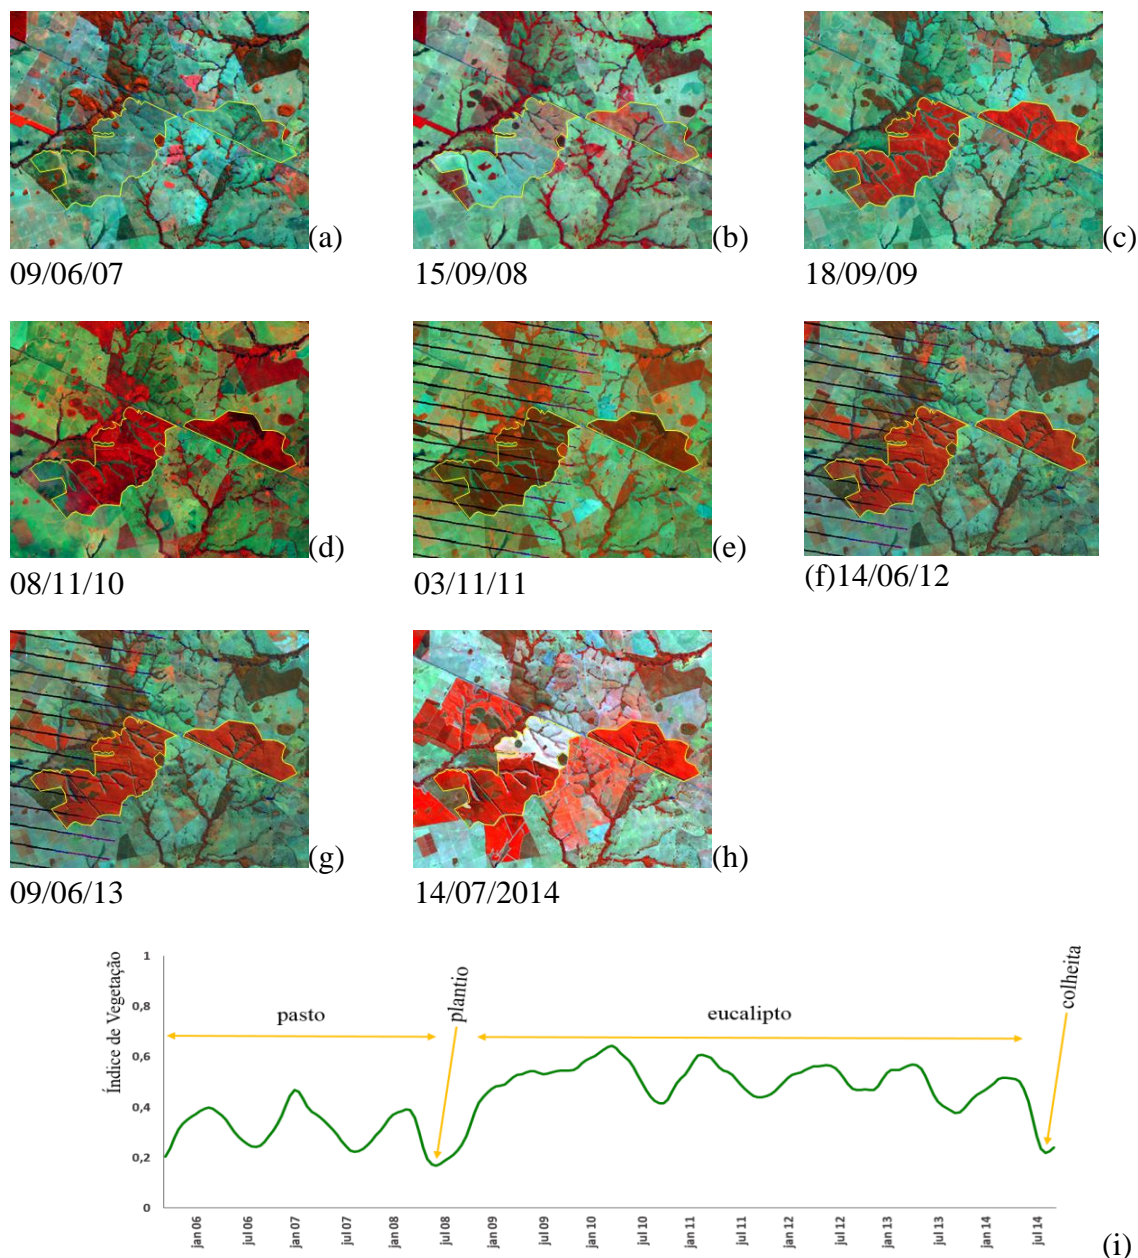 (a)
09/06/07
(b)
15/09/08
(c)
18/09/09
(d)
08/11/10
(e)
03/11/11
(f)14/06/12
(g)
09/06/13
(h)
14/07/2014
Índice de Vegetação
1
0,8
0,6
0,4
0,2
0
pasto
plantio
eucalipto
colheita
jan 06
jul 06
jan 07
jul 07
jan 08
jul 08
jan 09
jul 09
jan 10
jul 10
jan 11
jul 11
jan 12
jul 12
jan 13
jul 13
jan 14
jul 14
(i)